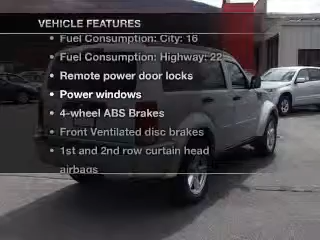 VEHICLE FEATURES
• Fuel Consumption: City: 16
• Fuel Consumption: Highway: 22
• Remote power door locks
• Power windows
• 4-wheel ABS Brakes
• Front Ventilated disc brakes
• 1st and 2nd row curtain head
airbags